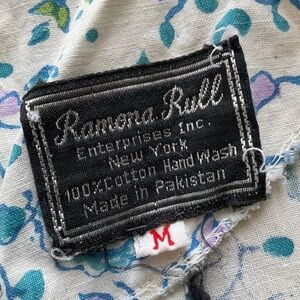 Ramona Rull
Enterprises Inc.
New York
100% Cotton Hand Wash
Made in Pakistan
M